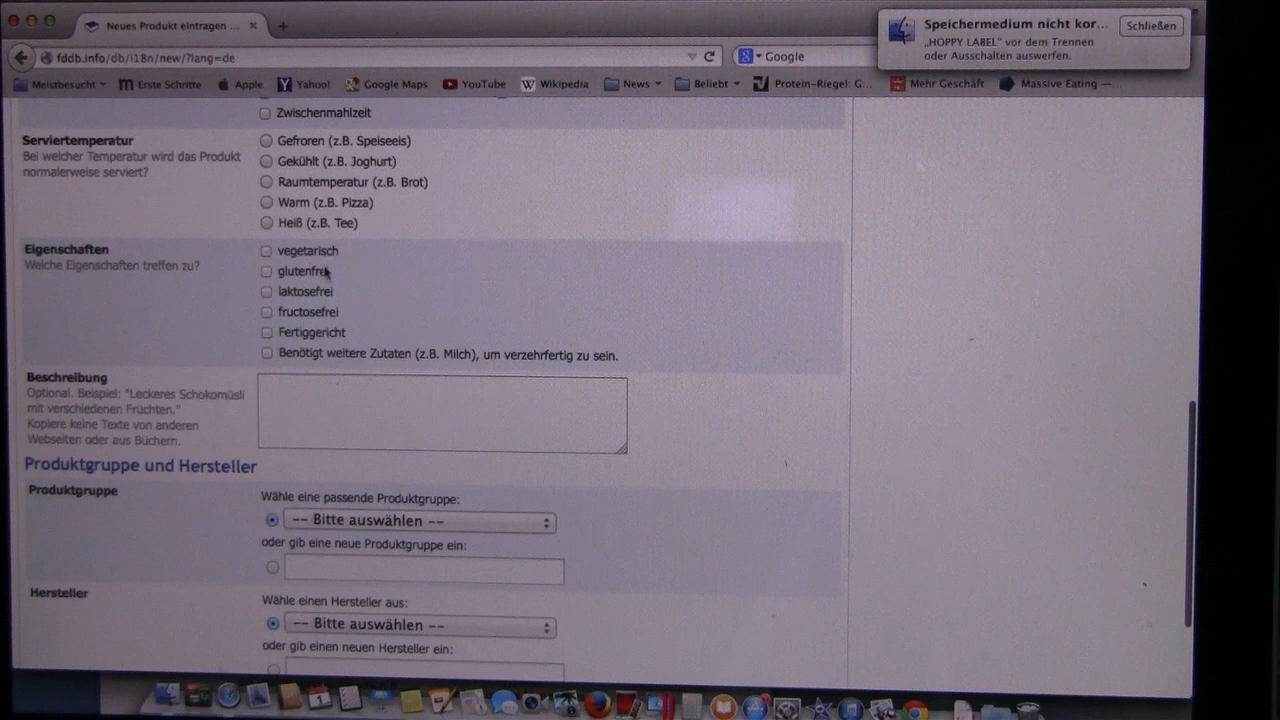 Neues Produkt eintragen ...
Speichermedium nicht kor...
Schließen
„HOPPY LABEL“ vor dem Trennen
oder Ausschalten auswerfen.
fddb.info/db/i18n/new/?lang=de
Google
Meistbesucht
Erste Schritte
Apple
Yahoo!
Google Maps
YouTube
Wikipedia
News
Beliebt
Protein-Riegel: G...
Mehr Geschäft
Massive Eating —...
Zwischenmahlzeit
Serviertemperatur
Bei welcher Temperatur wird das Produkt
normalerweise serviert?
Gefroren (z.B. Speiseeis)
Gekühlt (z.B. Joghurt)
Raumtemperatur (z.B. Brot)
Warm (z.B. Pizza)
Heiß (z.B. Tee)
Eigenschaften
Welche Eigenschaften treffen zu?
vegetarisch
glutenfrei
laktosefrei
fructosefrei
Fertiggericht
Benötigt weitere Zutaten (z.B. Milch), um verzehrfertig zu sein.
Beschreibung
Optional. Beispiel: "Leckeres Schokomüsli
mit verschiedenen Früchten."
Kopiere keine Texte von anderen
Webseiten oder aus Büchern.
Produktgruppe und Hersteller
Produktgruppe
Wähle eine passende Produktgruppe:
-- Bitte auswählen --
oder gib eine neue Produktgruppe ein:
Hersteller
Wähle einen Hersteller aus:
-- Bitte auswählen --
oder gib einen neuen Hersteller ein: